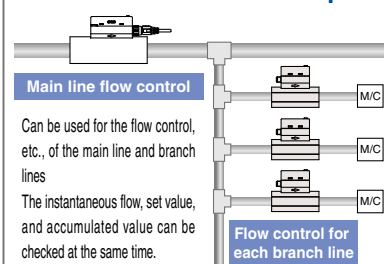 Main line flow control
Can be used for the flow control,
etc., of the main line and branch
lines
The instantaneous flow, set value,
and accumulated value can be
checked at the same time.
M/C
M/C
M/C
Flow control for
each branch line